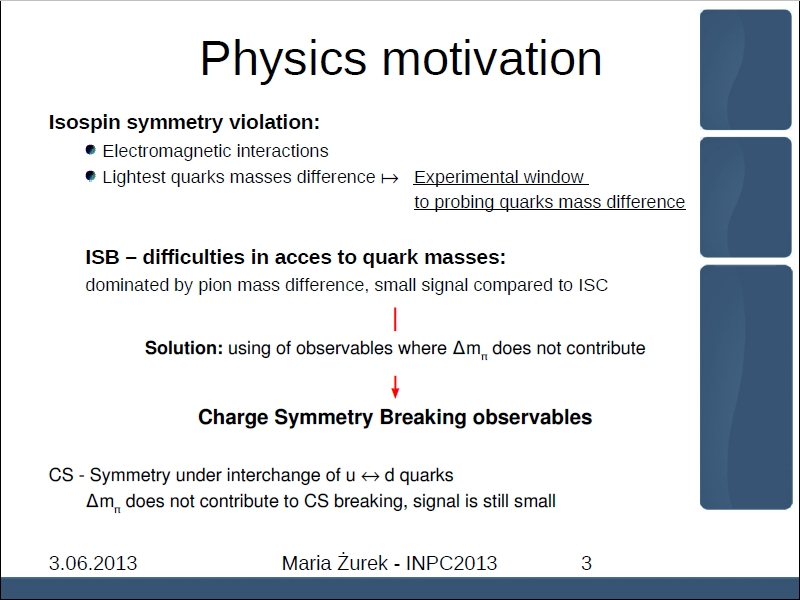 Physics motivation
Isospin symmetry violation:
Electromagnetic interactions
Lightest quarks masses difference ↦ Experimental window
to probing quarks mass difference
ISB – difficulties in acces to quark masses:
dominated by pion mass difference, small signal compared to ISC
Solution: using of observables where Δmπ does not contribute
Charge Symmetry Breaking observables
CS - Symmetry under interchange of u ↔ d quarks
Δmπ does not contribute to CS breaking, signal is still small
3.06.2013 Maria Żurek - INPC2013 3